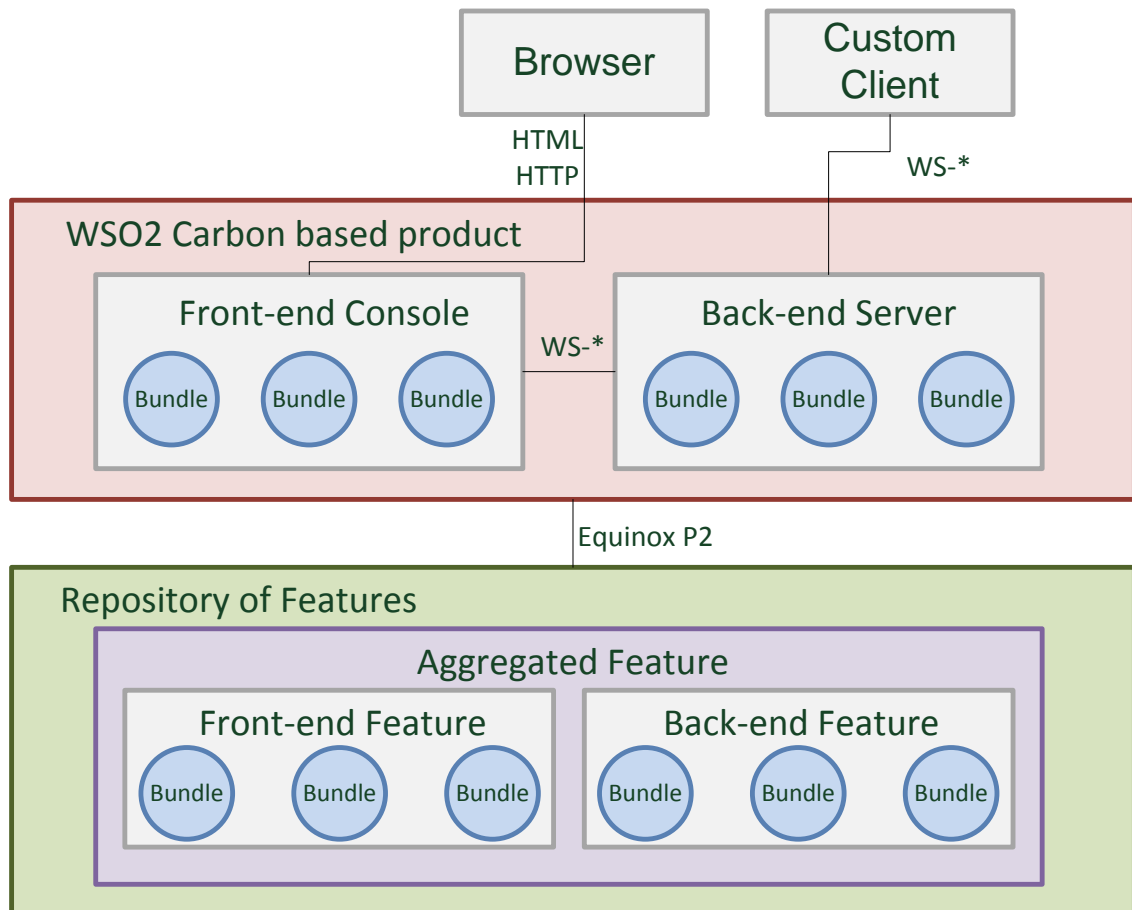 Browser
Custom
Client
HTML
HTTP
WS-*
WSO2 Carbon based product
Front-end Console
Back-end Server
WS-*
Bundle
Bundle
Bundle
Bundle
Bundle
Bundle
Equinox P2
Repository of Features
Aggregated Feature
Front-end Feature
Back-end Feature
Bundle
Bundle
Bundle
Bundle
Bundle
Bundle